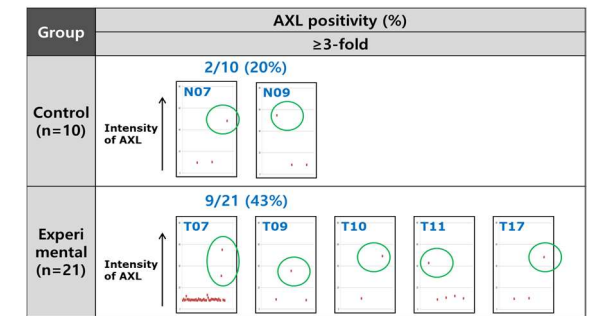 Group
AXL positivity (%)
≥3-fold
Control
(n=10)
2/10 (20%)
Intensity
of AXL
N07
N09
Experi
mental
(n=21)
9/21 (43%)
Intensity
of AXL
T07
T09
T10
T11
T17